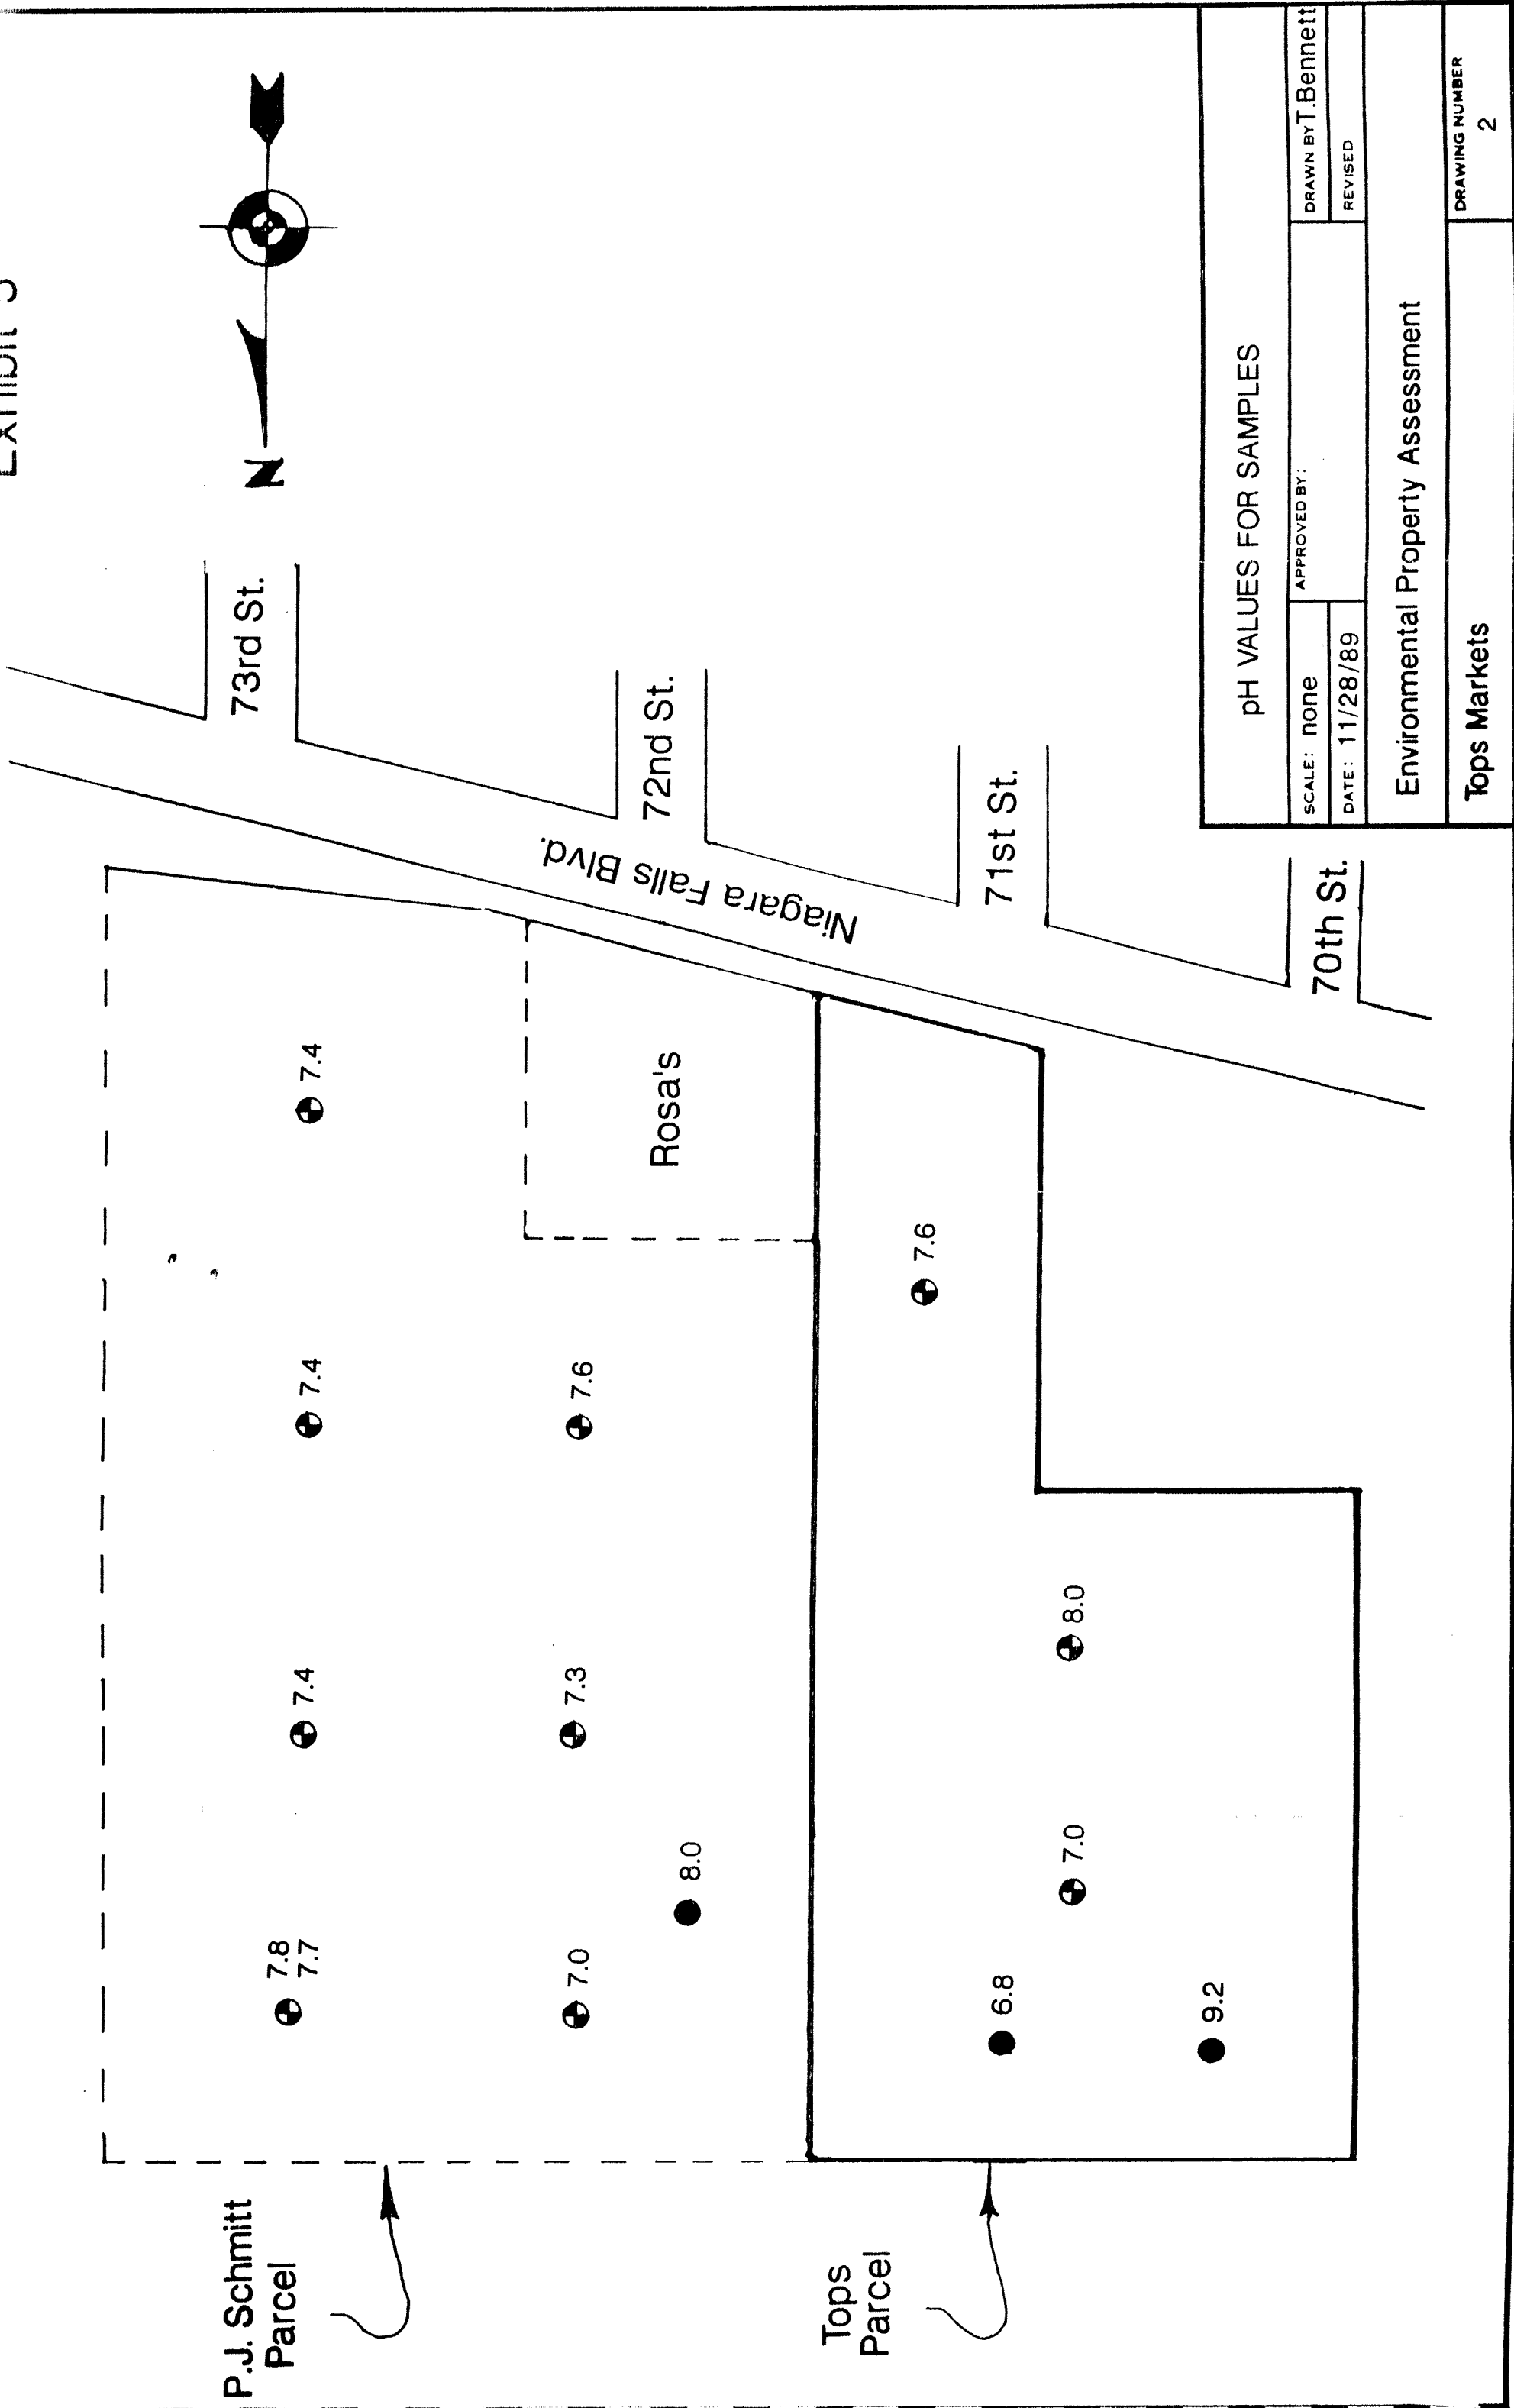 Exhibit
N
73rd St.
72nd St.
71st St.
70th St.
Niagara Falls Blvd.
Rosa's
P.J. Schmitt
Parcel
7.8
7.7
7.4
7.4
7.4
7.0
7.3
7.6
8.0
Tops
Parcel
6.8
9.2
7.0
8.0
7.6
pH VALUES FOR SAMPLES
SCALE: none
APPROVED BY:
DRAWN BY T.Bennett
DATE: 11/28/89
REVISED
Environmental Property Assessment
Tops Markets
DRAWING NUMBER
2